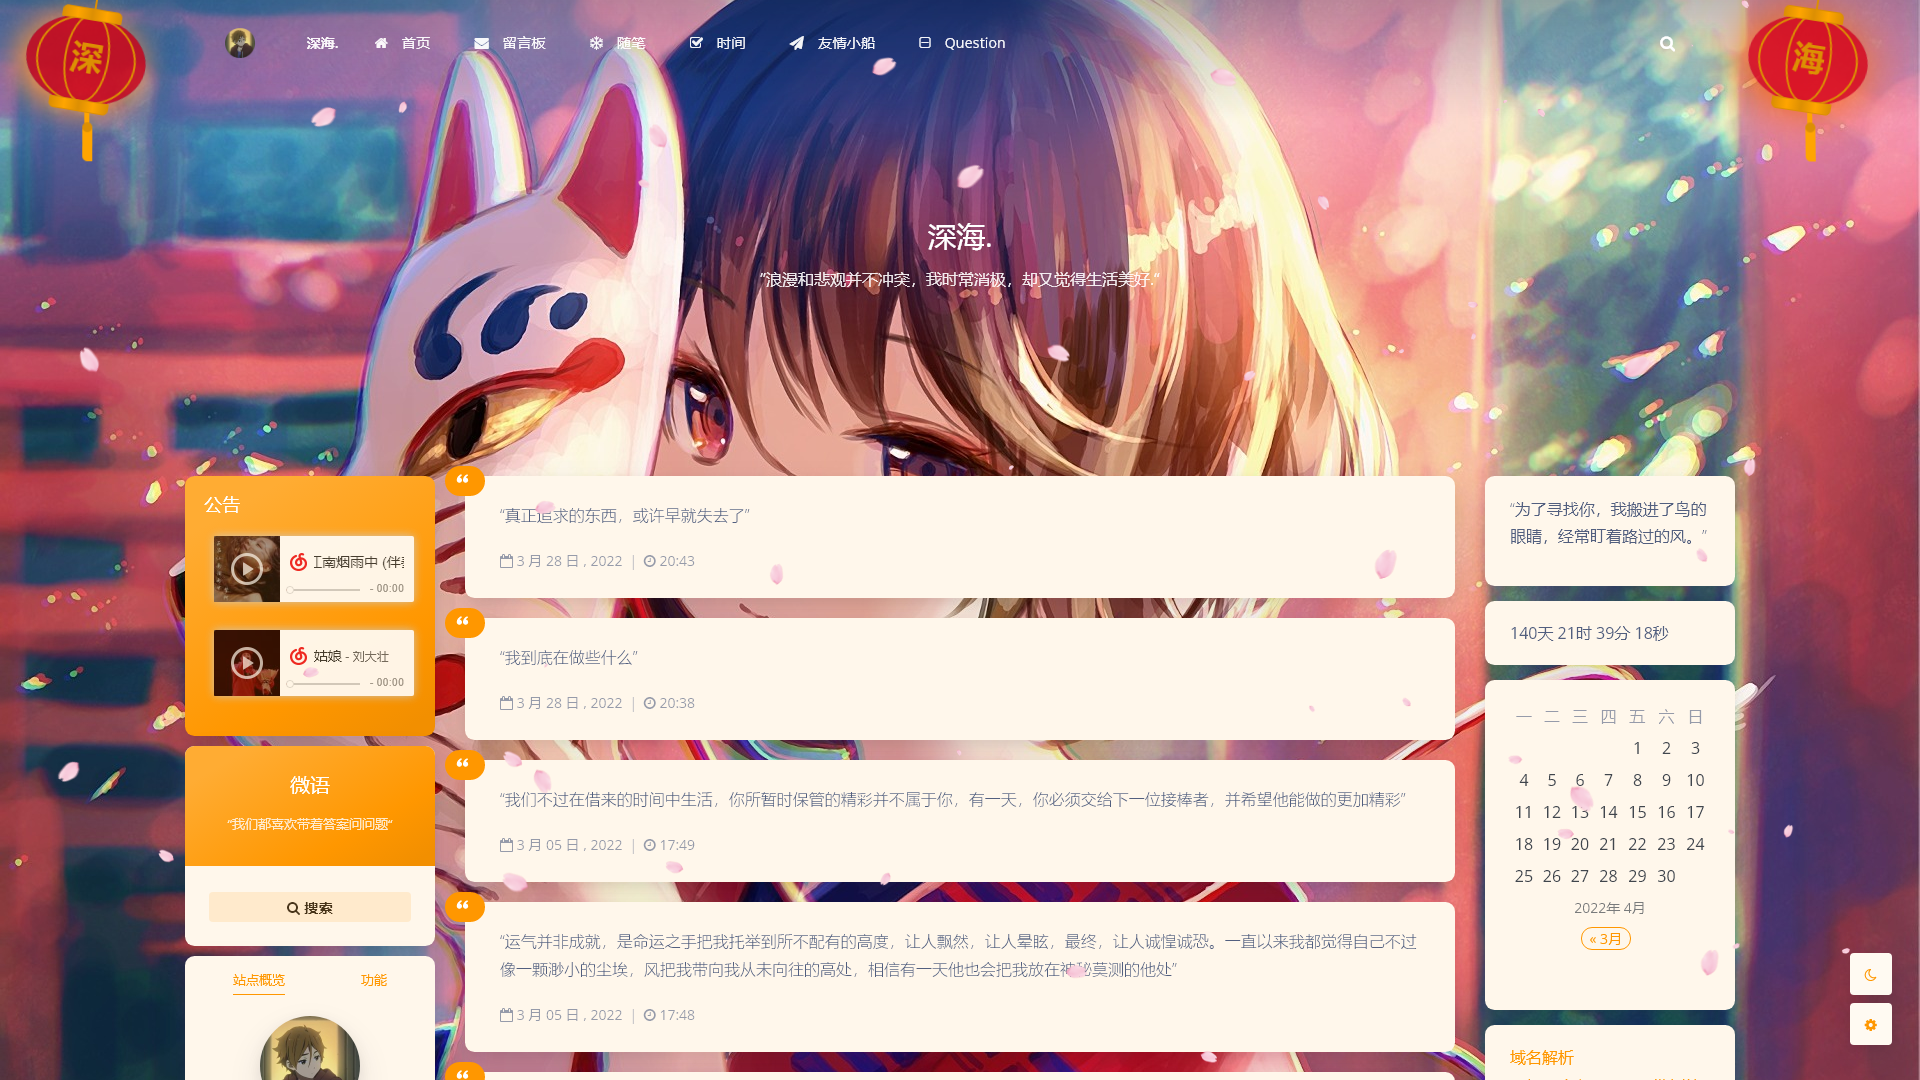 深
海
深海.
首页
留言板
随笔
时间
友情小船
Question
深海.
"浪漫和悲观并不冲突，我时常消极，却又觉得生活美好."
公告
江南烟雨中 (伴奏
- 00:00
姑娘 - 刘大壮
- 00:00
微语
"我们都喜欢带着答案问问题"
搜索
站点概览
功能
"真正追求的东西，或许早就失去了"
3 月 28 日 , 2022 | 20:43
"我到底在做些什么"
3 月 28 日 , 2022 | 20:38
"我们不过在借来的时间中生活，你所暂时保管的精彩并不属于你，有一天，你必须交给下一位接棒者，并希望他能做的更加精彩"
3 月 05 日 , 2022 | 17:49
"运气并非成就，是命运之手把我托举到所不配有的高度，让人飘然，让人晕眩，最终，让人诚惶诚恐。一直以来我都觉得自己不过
像一颗渺小的尘埃，风把我带向我从未向往的高处，相信有一天他也会把我放在神秘莫测的他处"
3 月 05 日 , 2022 | 17:48
"为了寻找你，我搬进了鸟的
眼睛，经常盯着路过的风。"
140天 21时 39分 18秒
一 二 三 四 五 六 日
1 2 3
4 5 6 7 8 9 10
11 12 13 14 15 16 17
18 19 20 21 22 23 24
25 26 27 28 29 30
2022年 4月
« 3月
域名解析